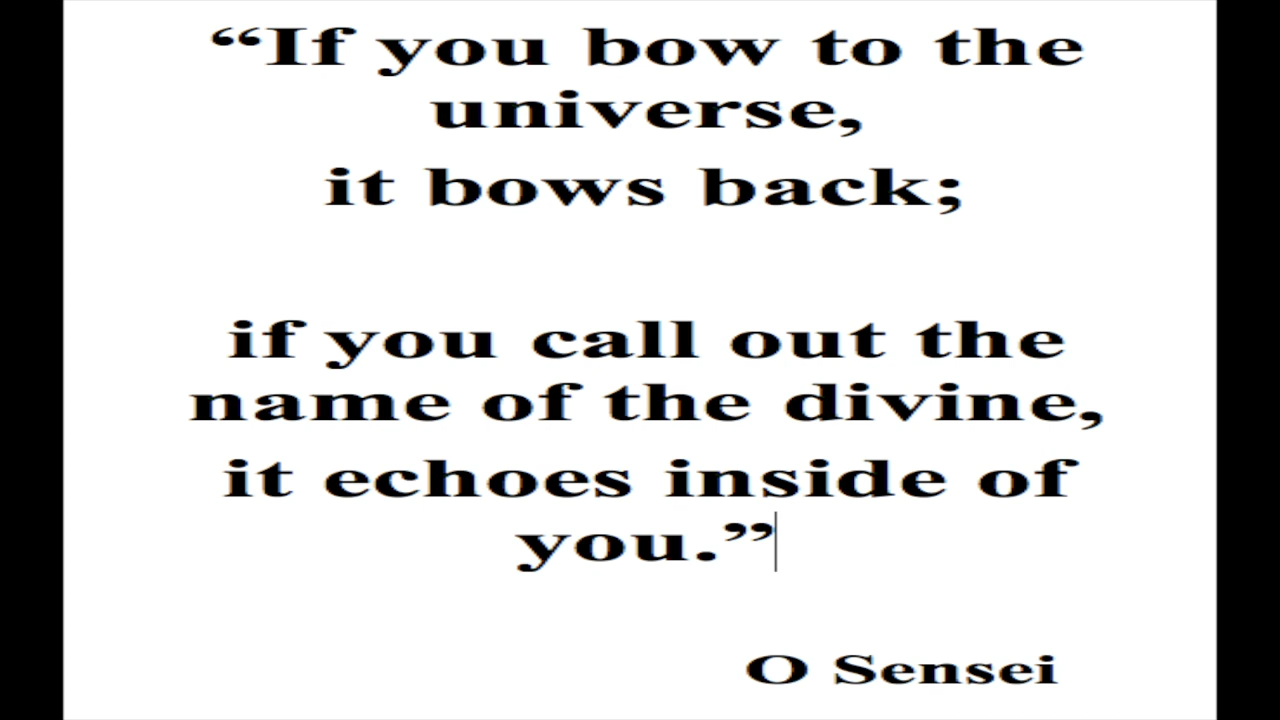 “If you bow to the
universe,
it bows back;
if you call out the
name of the divine,
it echoes inside of
you.”
O Sensei